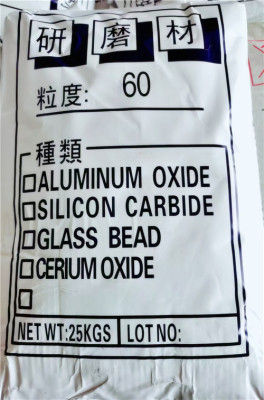 研磨材
粒度: 60
種類
□ALUMINUM OXIDE
□SILICON CARBIDE
□GLASS BEAD
□CERIUM OXIDE
□
NET WT:25KGS LOT NO: